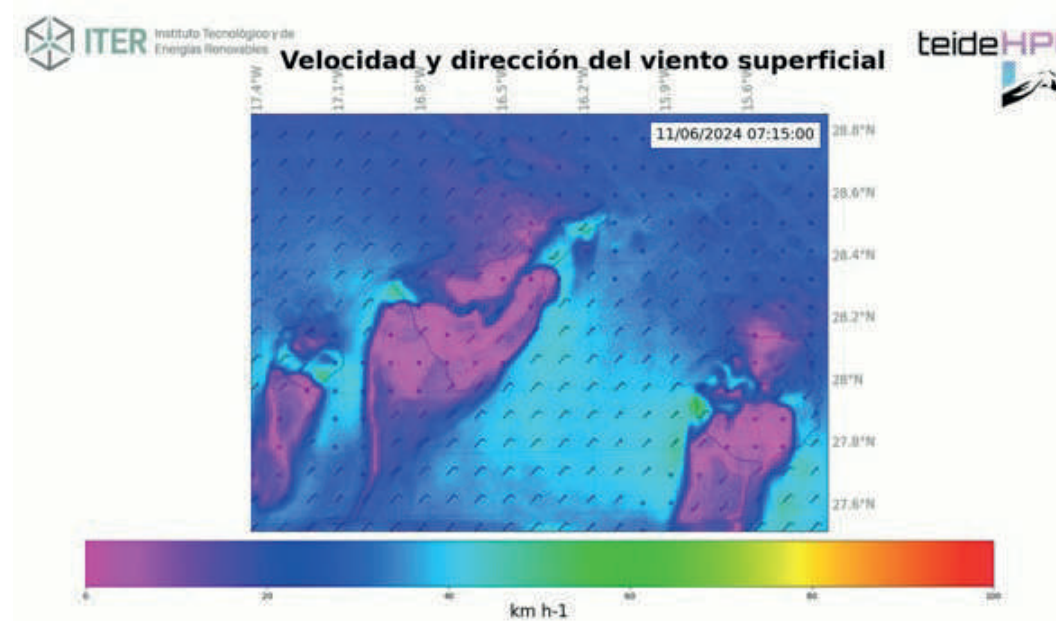 ITER Instituto Tecnológico y de
Energías Renovables
teideHP
Velocidad y dirección del viento superficial
17.4°W 17.1°W 16.8°W 16.5°W 16.2°W 15.9°W 15.6°W
11/06/2024 07:15:00
28.8°N
28.6°N
28.4°N
28.2°N
28°N
27.8°N
27.6°N
0 20 40 60 80 100
km h-1